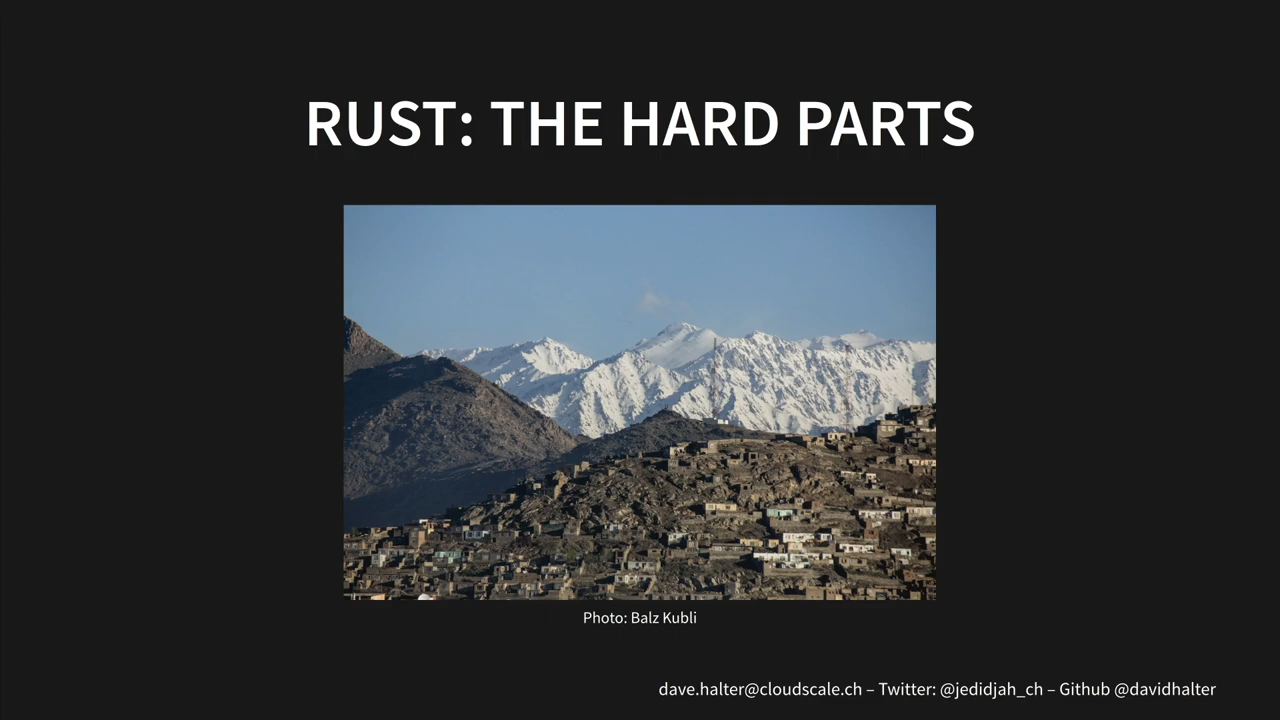 RUST: THE HARD PARTS
Photo: Balz Kubli
dave.halter@cloudscale.ch – Twitter: @jedidjah_ch – Github @davidhalter